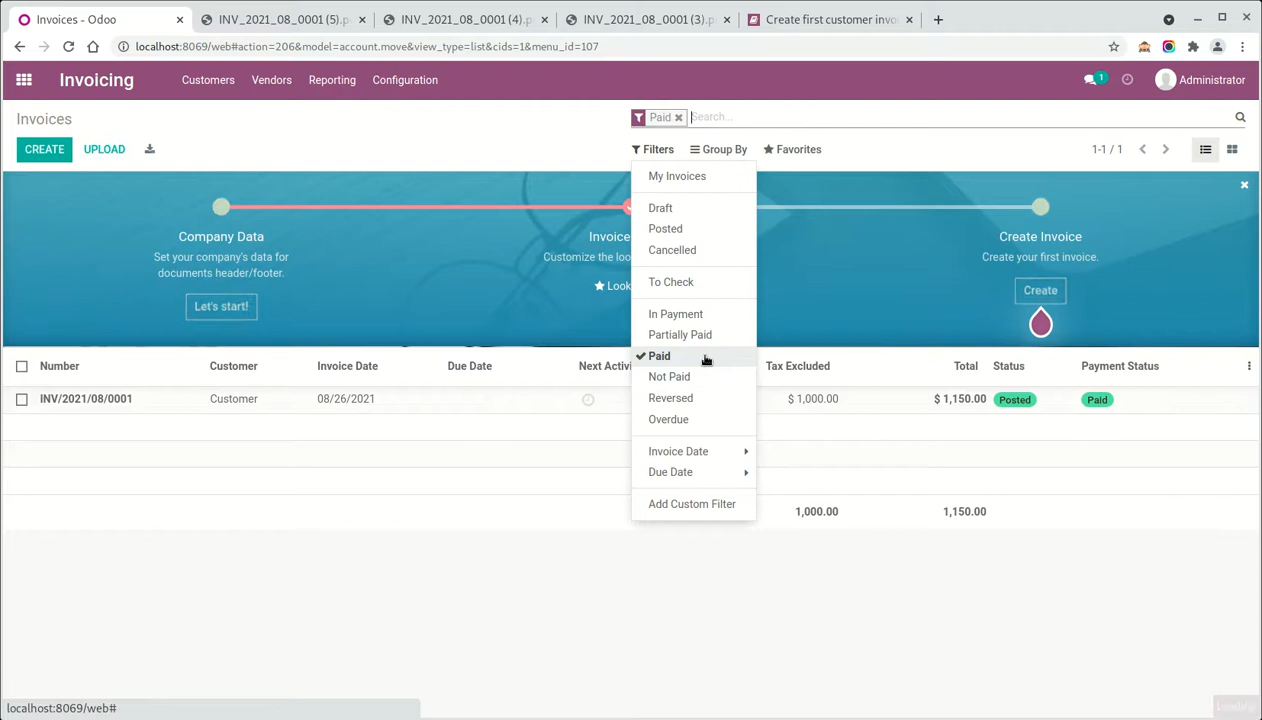 Invoices - Odoo
INV_2021_08_0001 (5).p
INV_2021_08_0001 (4).p
INV_2021_08_0001 (3).p
Create first customer invo
localhost:8069/web#action=206&model=account.move&view_type=list&cids=1&menu_id=107
Invoicing
Customers
Vendors
Reporting
Configuration
1
Administrator
Invoices
Paid
Search...
CREATE
UPLOAD
Filters
Group By
Favorites
1-1 / 1
My Invoices
Draft
Posted
Cancelled
To Check
In Payment
Partially Paid
Paid
Not Paid
Reversed
Overdue
Invoice Date
Due Date
Add Custom Filter
Company Data
Set your company's data for
documents header/footer.
Let's start!
Invoice
Customize the loo
Look
Create Invoice
Create your first invoice.
Create
Number
Customer
Invoice Date
Due Date
Next Activi
Tax Excluded
Total
Status
Payment Status
INV/2021/08/0001
Customer
08/26/2021
$ 1,000.00
$ 1,150.00
Posted
Paid
1,000.00
1,150.00
localhost:8069/web#